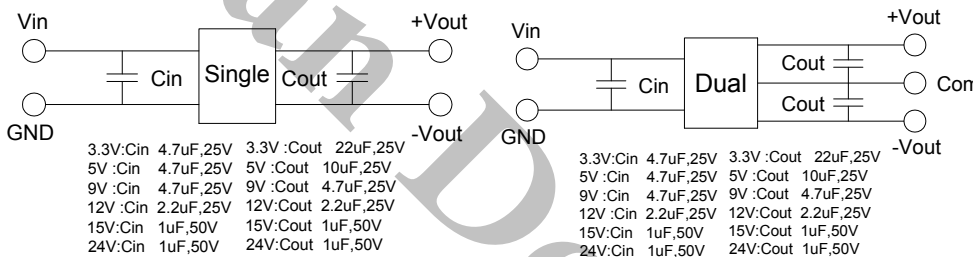 Vin
+Vout
Cin
Single
Cout
GND
-Vout
3.3V:Cin 4.7uF,25V 3.3V :Cout 22uF,25V
5V :Cin 4.7uF,25V 5V :Cout 10uF,25V
9V :Cin 4.7uF,25V 9V :Cout 4.7uF,25V
12V :Cin 2.2uF,25V 12V:Cout 2.2uF,25V
15V:Cin 1uF,50V 15V:Cout 1uF,50V
24V:Cin 1uF,50V 24V:Cout 1uF,50V
Vin
+Vout
Cin
Dual
Cout
Com
Cout
GND
-Vout
3.3V:Cin 4.7uF,25V 3.3V :Cout 22uF,25V
5V :Cin 4.7uF,25V 5V :Cout 10uF,25V
9V :Cin 4.7uF,25V 9V :Cout 4.7uF,25V
12V :Cin 2.2uF,25V 12V:Cout 2.2uF,25V
15V:Cin 1uF,50V 15V:Cout 1uF,50V
24V:Cin 1uF,50V 24V:Cout 1uF,50V